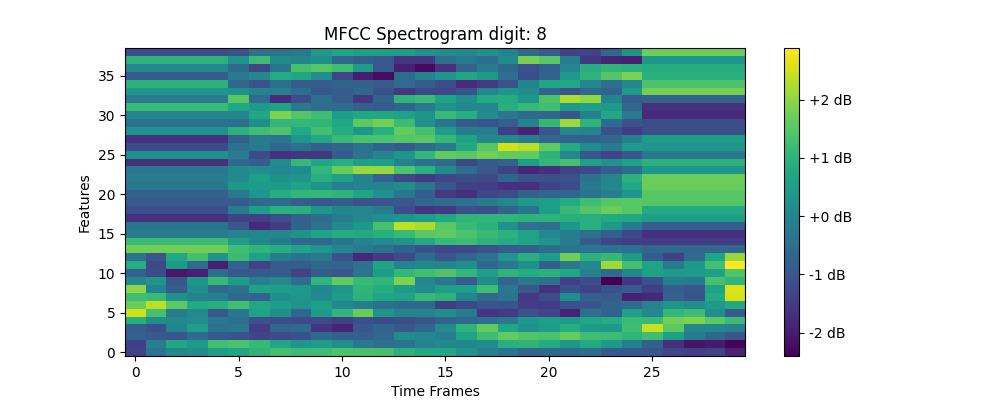 MFCC Spectrogram digit: 8
Features
35
30
25
20
15
10
5
0
0 5 10 15 20 25
Time Frames
+2 dB
+1 dB
+0 dB
-1 dB
-2 dB